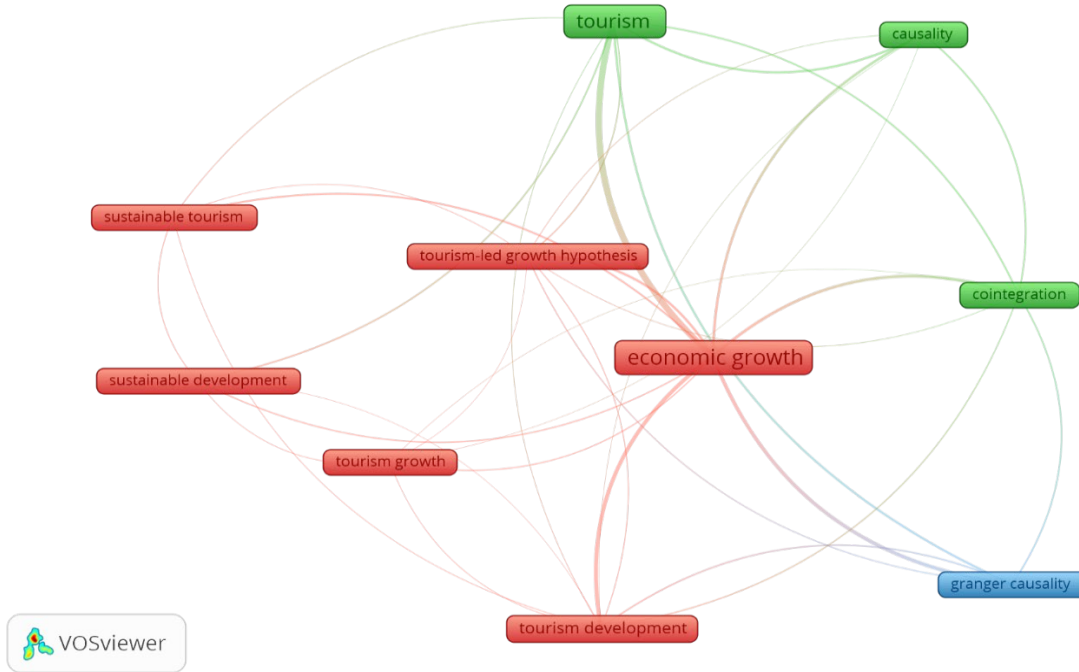 tourism
causality
sustainable tourism
tourism-led growth hypothesis
cointegration
economic growth
sustainable development
tourism growth
granger causality
tourism development
VOSviewer